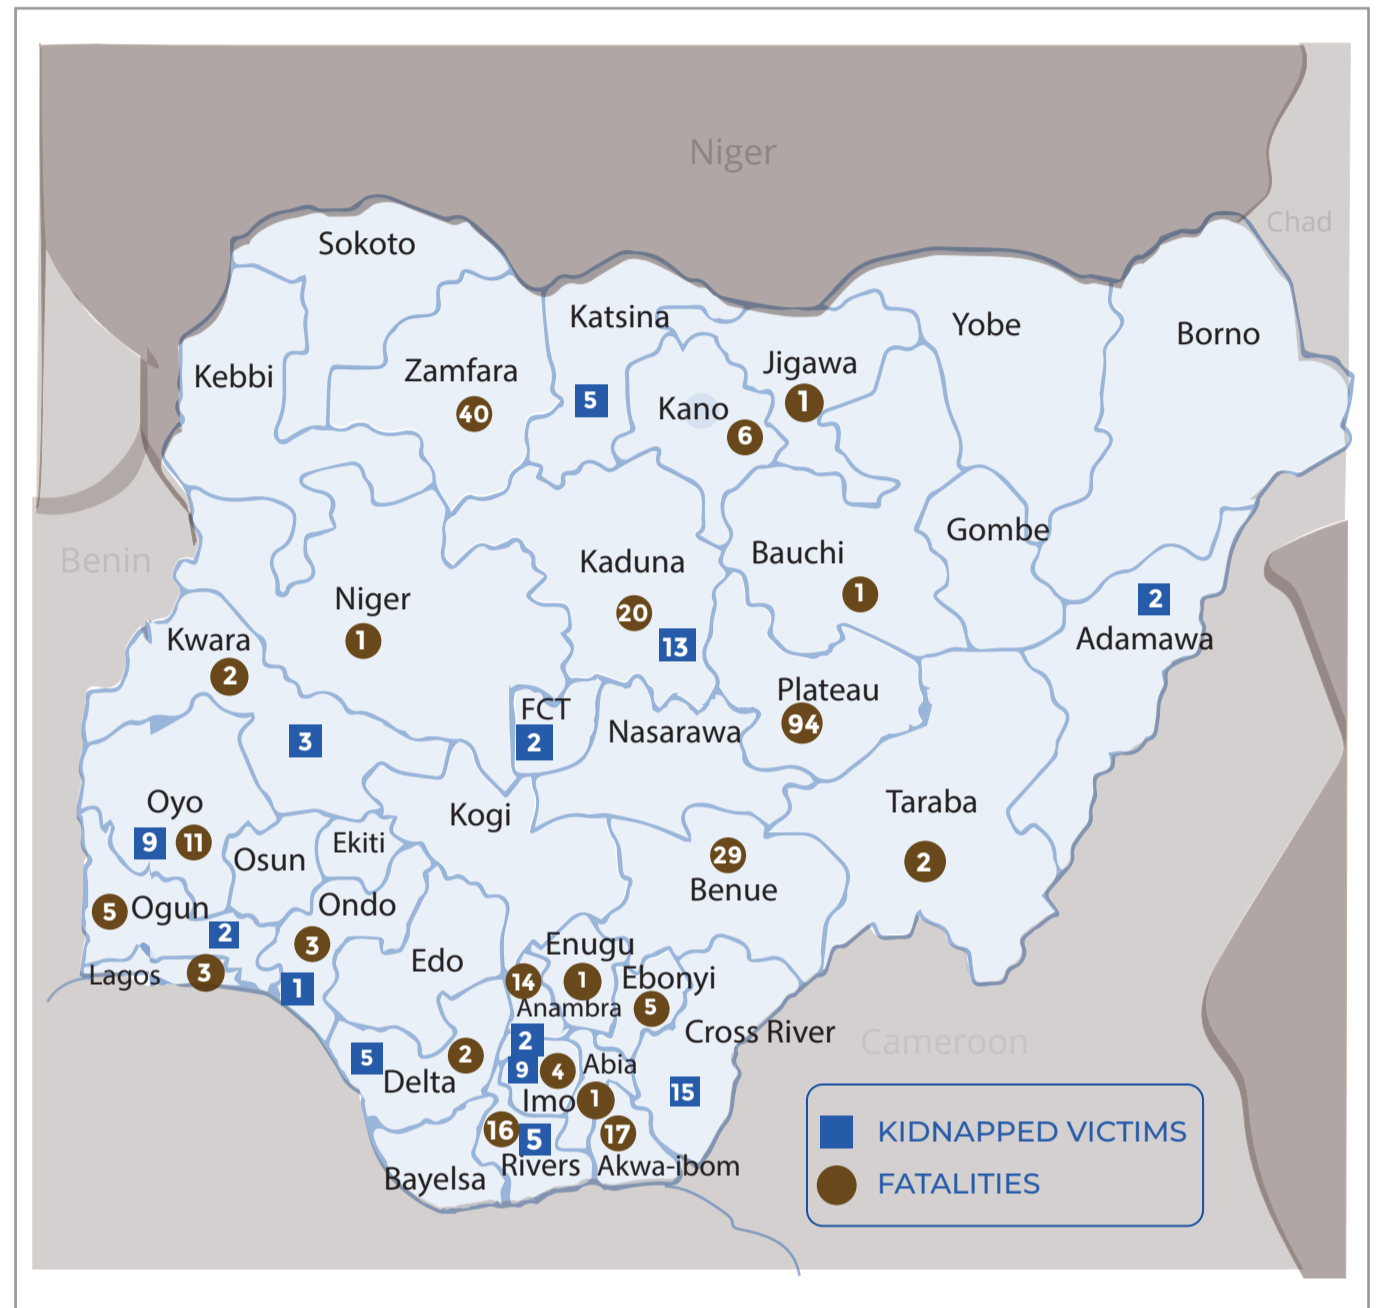 Niger
Chad
Sokoto
Katsina
Yobe
Borno
Kebbi
Zamfara
Jigawa
40
5
Kano
1
6
Benin
Gombe
Kaduna
Bauchi
Niger
20
1
2
1
13
Adamawa
Kwara
2
Plateau
FCT
94
3
2
Nasarawa
Oyo
Kogi
Taraba
9
11
Osun
Ekiti
29
2
Benue
5
Ogun
Ondo
2
3
Enugu
Edo
Lagos
3
14
1
Ebonyi
1
Anambra
5
Cross River
Cameroon
5
2
2
Delta
9
4
Abia
15
Imo
1
16
5
17
KIDNAPPED VICTIMS
Bayelsa
Rivers
Akwa-ibom
FATALITIES